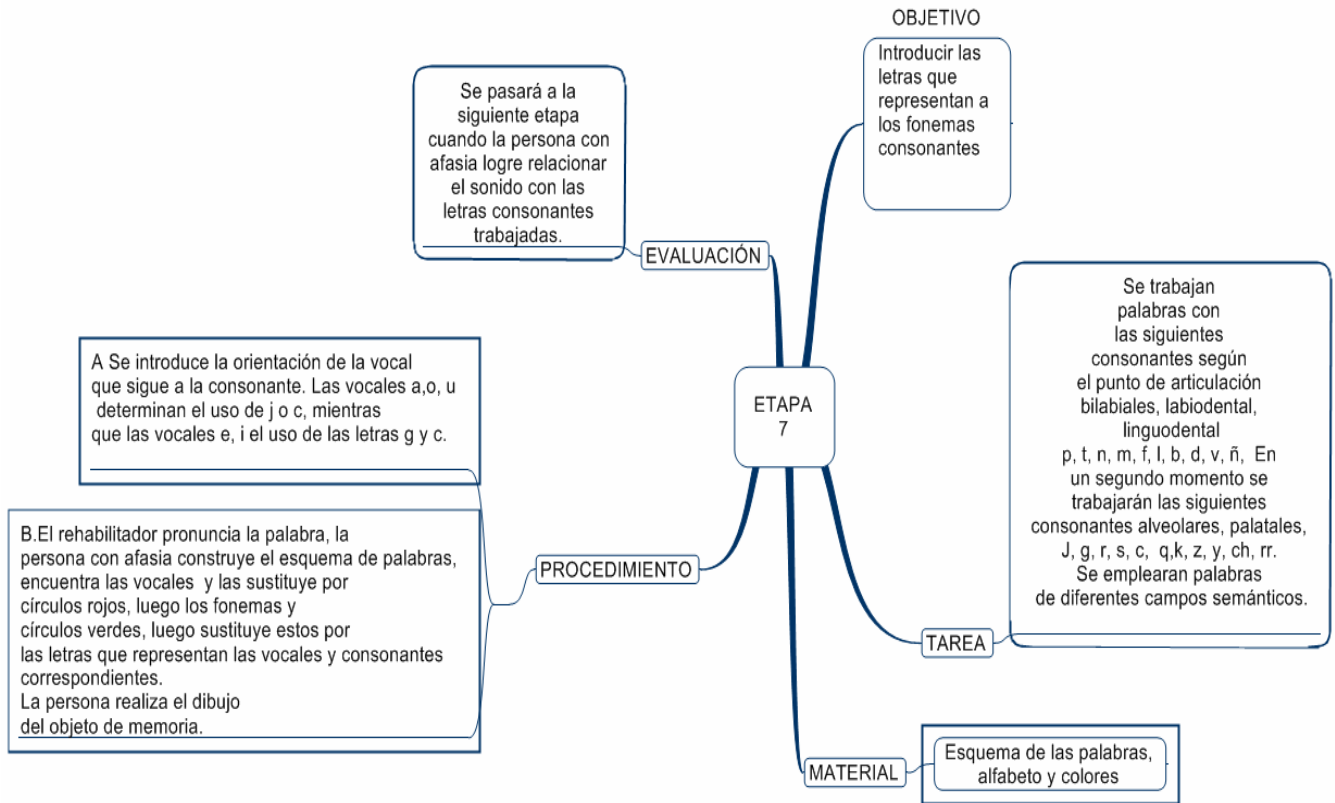 OBJETIVO
Introducir las
letras que
representan a
los fonemas
consonantes
Se pasará a la
siguiente etapa
cuando la persona con
afasia logre relacionar
el sonido con las
letras consonantes
trabajadas.
EVALUACIÓN
A Se introduce la orientación de la vocal
que sigue a la consonante. Las vocales a,o, u
determinan el uso de j o c, mientras
que las vocales e, i el uso de las letras g y c.
B.El rehabilitador pronuncia la palabra, la
persona con afasia construye el esquema de palabras,
encuentra las vocales y las sustituye por
círculos rojos, luego los fonemas y
círculos verdes, luego sustituye estos por
las letras que representan las vocales y consonantes
correspondientes.
La persona realiza el dibujo
del objeto de memoria.
PROCEDIMIENTO
ETAPA
7
Se trabajan
palabras con
las siguientes
consonantes según
el punto de articulación
bilabiales, labiodental,
linguodental
p, t, n, m, f, l, b, d, v, ñ, En
un segundo momento se
trabajarán las siguientes
consonantes alveolares, palatales,
J, g, r, s, c, q,k, z, y, ch, rr.
Se emplearan palabras
de diferentes campos semánticos.
TAREA
MATERIAL
Esquema de las palabras,
alfabeto y colores